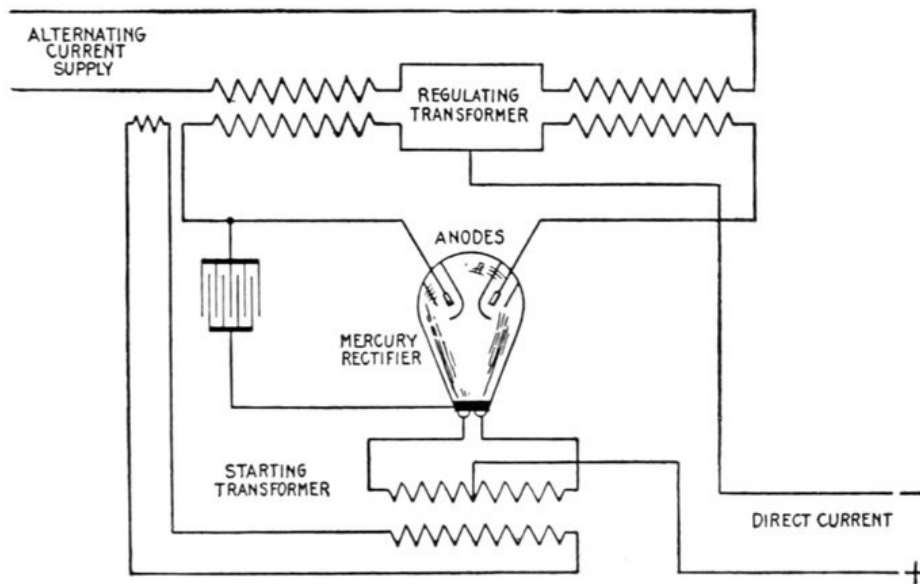 ALTERNATING
CURRENT
SUPPLY
REGULATING
TRANSFORMER
ANODES
MERCURY
RECTIFIER
STARTING
TRANSFORMER
DIRECT CURRENT
-
+